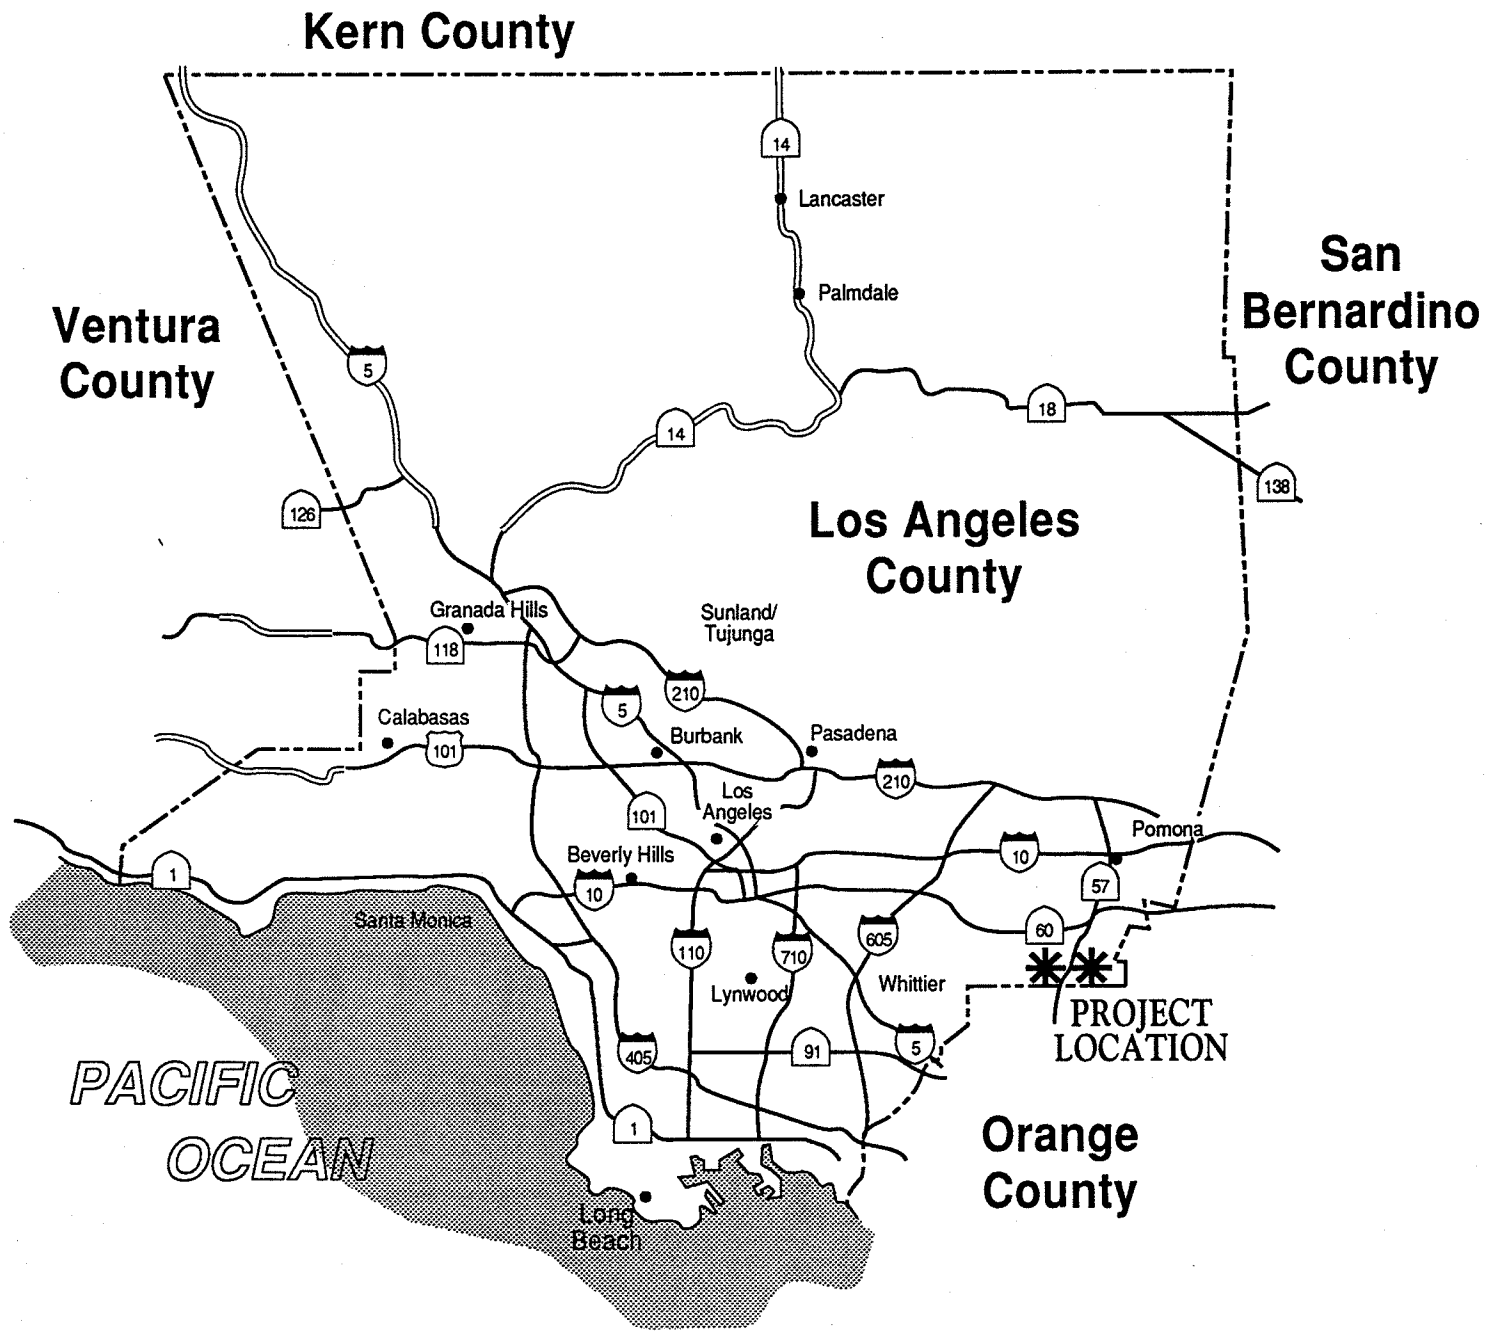 Kern County
14
Lancaster
San
Bernardino
County
Palmdale
Ventura
County
5
18
14
138
126
Los Angeles
County
Granada Hills
Sunland/
Tujunga
118
210
5
Calabasas
101
Burbank
Pasadena
210
Los
Angeles
101
Pomona
Beverly Hills
10
1
10
57
Santa Monica
60
605
110
710
Whittier
Lynwood
PROJECT
LOCATION
405
91
5
PACIFIC
OCEAN
1
Orange
County
Long
Beach